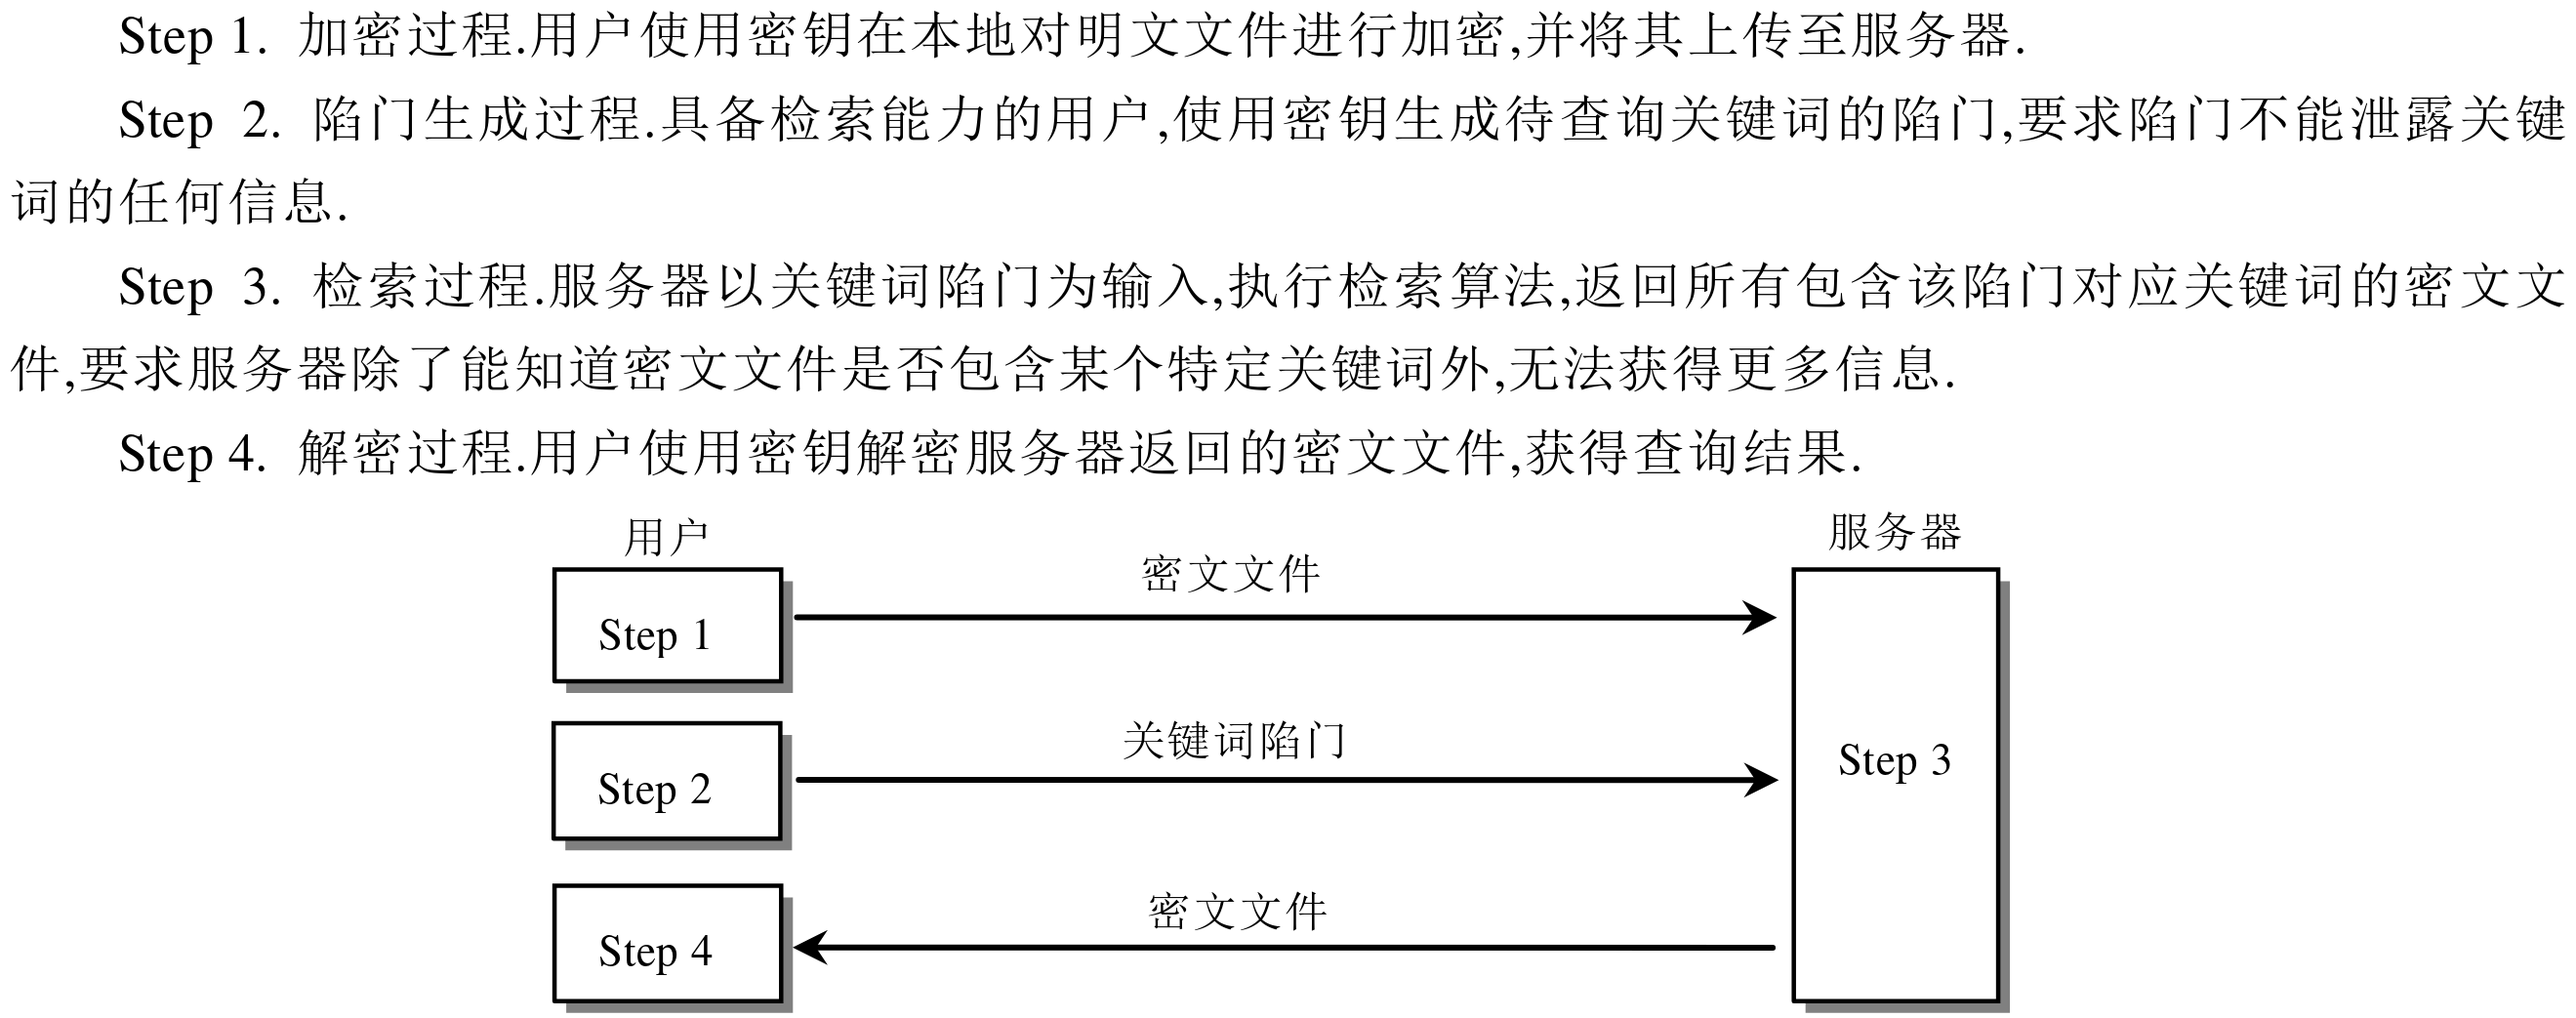 Step 1. 加密过程.用户使用密钥在本地对明文文件进行加密,并将其上传至服务器.
Step 2. 陷门生成过程.具备检索能力的用户,使用密钥生成待查询关键词的陷门,要求陷门不能泄露关键
词的任何信息.
Step 3. 检索过程.服务器以关键词陷门为输入,执行检索算法,返回所有包含该陷门对应关键词的密文文
件,要求服务器除了能知道密文文件是否包含某个特定关键词外,无法获得更多信息.
Step 4. 解密过程.用户使用密钥解密服务器返回的密文文件,获得查询结果.
用户
服务器
密文文件
Step 1
关键词陷门
Step 2
Step 3
密文文件
Step 4